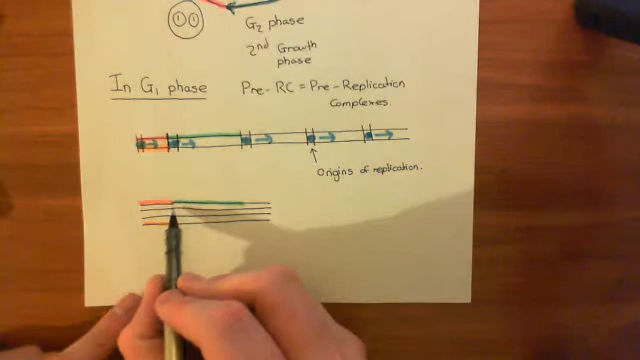 G2 phase
2nd Growth
phase
In G1 phase
Pre-RC = Pre-Replication
Complexes.
Origins of replication.